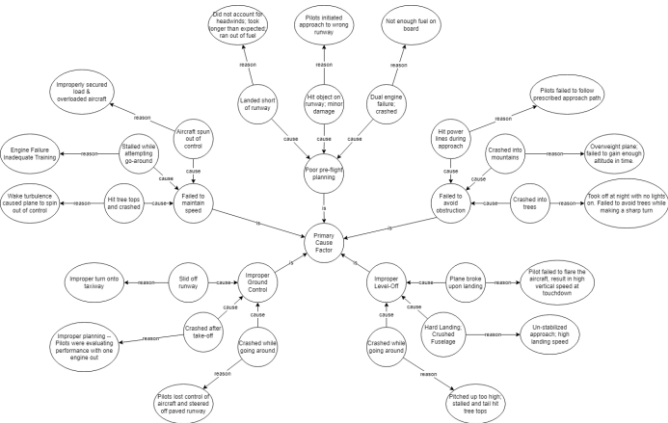 Did not account for
headwinds; took
longer than expected,
ran out of fuel
Pilots initiated
approach to wrong
runway
Not enough fuel on
board
reason
reason
reason
Improperly secured
load &
overloaded aircraft
Landed short
of runway
Hit object on
runway; minor
damage
Dual engine
failure;
crashed
Pilots failed to follow
prescribed approach path
reason
Aircraft spun
out of
control
cause
cause
cause
Hit power
lines during
approach
reason
Engine Failure
Inadequate Training
reason
Stalled while
attempting
go-around
cause
cause
Poor pre-flight
planning
cause
cause
Crashed into
mountains
reason
Overweight plane,
failed to gain enough
altitude in time.
Wake turbulence
caused plane to spin
out of control
reason
Hit tree tops
and crashed
cause
Failed to
maintain
speed
is
is
is
Failed to
avoid
obstruction
cause
Crashed into
trees
reason
Took off at night with no lights
on. Failed to avoid trees while
making a sharp turn
Primary
Cause
Factor
is
is
Improper turn onto
taxiway
reason
Slid off
runway
cause
Improper
Ground
Control
Improper
Level-Off
cause
Plane broke
upon landing
reason
Pilot failed to flare the
aircraft, result in high
vertical speed at
touchdown
cause
cause
cause
cause
Improper planning --
Pilots were evaluating
performance with one
engine out
reason
Crashed after
take-off
Crashed while
going around
Crashed while
going around
Hard Landing;
Crushed
Fuselage
reason
Un-stabilized
approach; high
landing speed
reason
reason
Pilots lost control of
aircraft and steered
off paved runway
Pitched up too high,
stalled and tail hit
tree tops